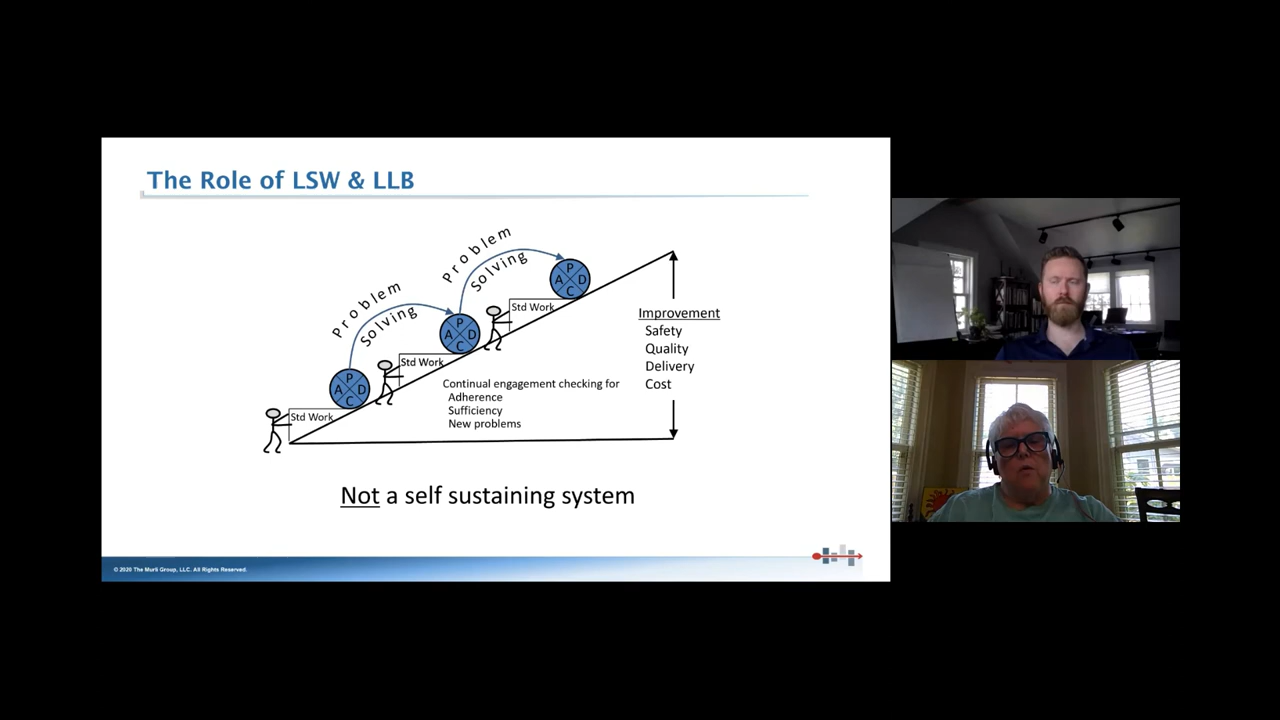 The Role of LSW & LLB
Problem
Solving
Problem
Solving
P
A D
C
Std Work
P
A D
C
Std Work
P
A D
C
Std Work
Improvement
Safety
Quality
Delivery
Cost
Continual engagement checking for
Adherence
Sufficiency
New problems
Not a self sustaining system
© 2020 The Murli Group, LLC. All Rights Reserved.